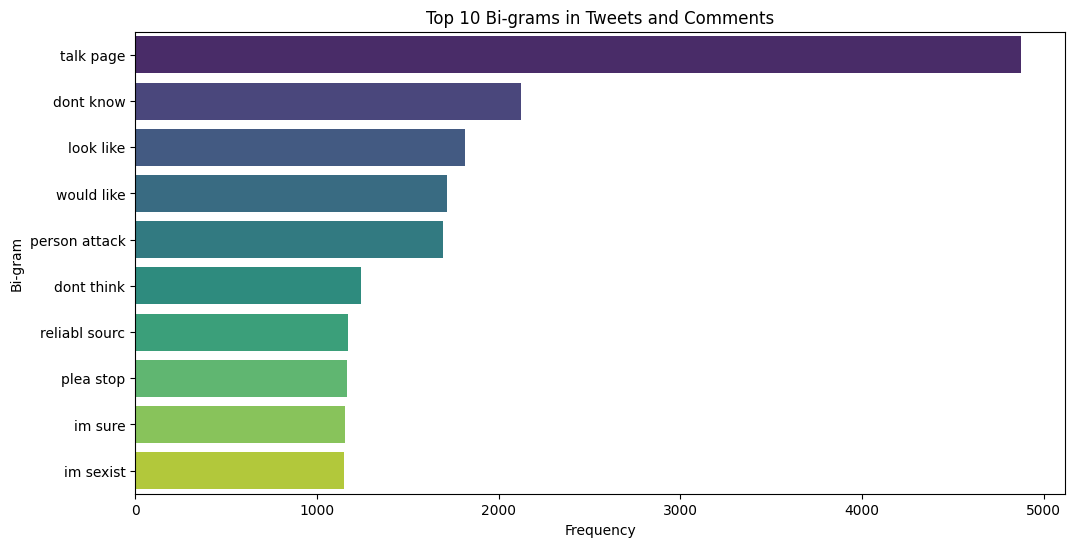 Top 10 Bi-grams in Tweets and Comments
Bi-gram
talk page
dont know
look like
would like
person attack
dont think
reliabl sourc
plea stop
im sure
im sexist
0 1000 2000 3000 4000 5000
Frequency